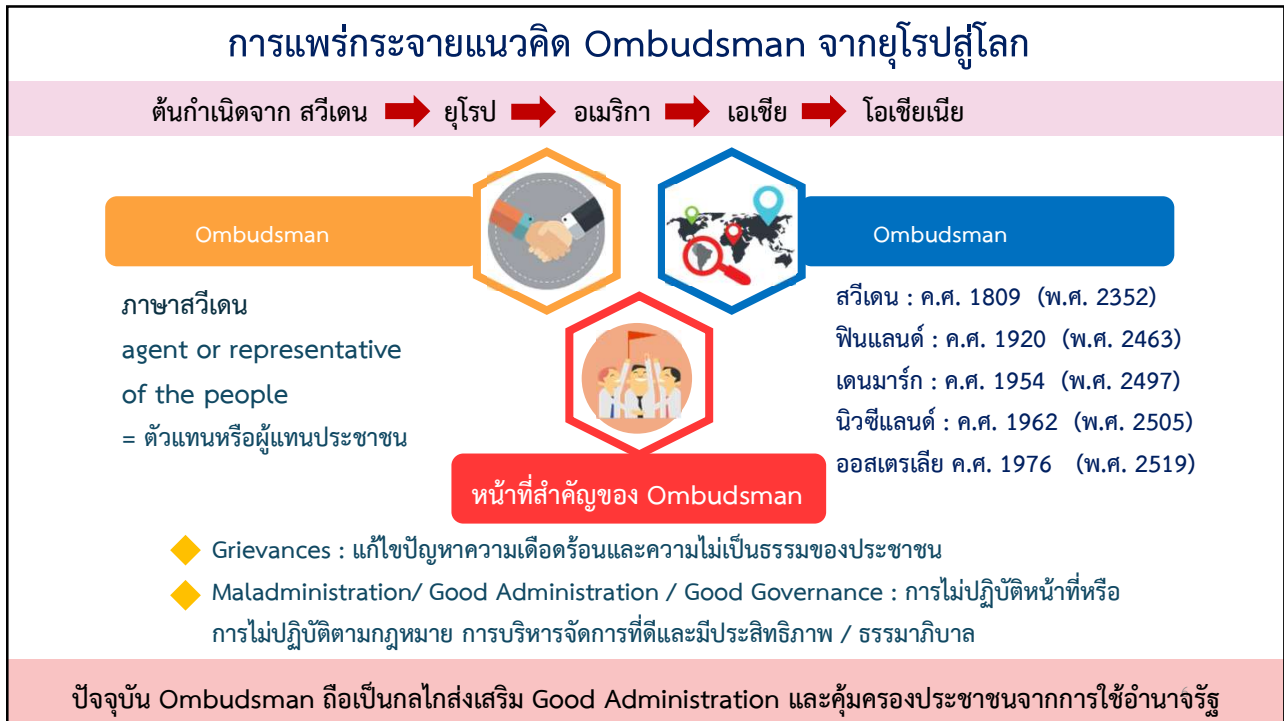 การแพร่กระจายแนวคิด Ombudsman จากยุโรปสู่โลก
ต้นกำเนิดจาก สวีเดน ยุโรป อเมริกา เอเชีย โอเชียเนีย
Ombudsman
ภาษาสวีเดน
agent or representative
of the people
= ตัวแทนหรือผู้แทนประชาชน
Ombudsman
สวีเดน : ค.ศ. 1809 (พ.ศ. 2352)
ฟินแลนด์ : ค.ศ. 1920 (พ.ศ. 2463)
เดนมาร์ก : ค.ศ. 1954 (พ.ศ. 2497)
นิวซีแลนด์ : ค.ศ. 1962 (พ.ศ. 2505)
ออสเตรเลีย ค.ศ. 1976 (พ.ศ. 2519)
หน้าที่สำคัญของ Ombudsman
Grievances : แก้ไขปัญหาความเดือดร้อนและความไม่เป็นธรรมของประชาชน
Maladministration/ Good Administration / Good Governance : การไม่ปฏิบัติหน้าที่หรือ
การไม่ปฏิบัติตามกฎหมาย การบริหารจัดการที่ดีและมีประสิทธิภาพ / ธรรมาภิบาล
ปัจจุบัน Ombudsman ถือเป็นกลไกส่งเสริม Good Administration และคุ้มครองประชาชนจากการใช้อำนาจรัฐ